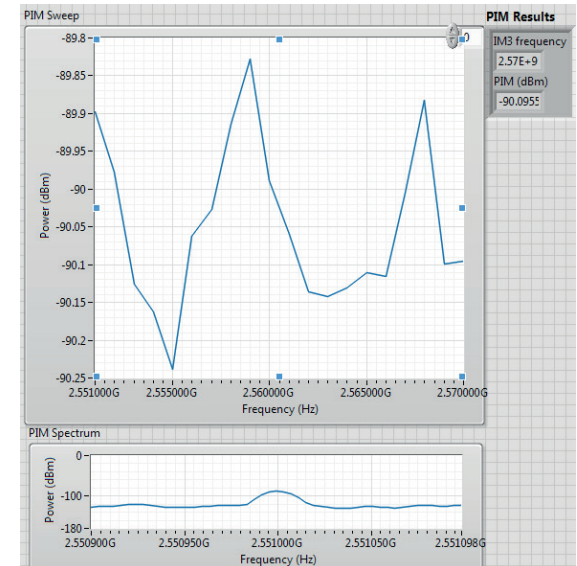 PIM Sweep
PIM Results
IM3 frequency
2.57E+9
PIM (dBm)
-90.0955
-89.8
-89.85
-89.9
-89.95
-90
-90.05
-90.1
-90.15
-90.2
-90.25
Power (dBm)
2.551000G 2.555000G 2.560000G 2.565000G 2.570000G
Frequency (Hz)
PIM Spectrum
0
-100
-180
Power (dBm)
2.550900G 2.550950G 2.551000G 2.551050G 2.551098G
Frequency (Hz)